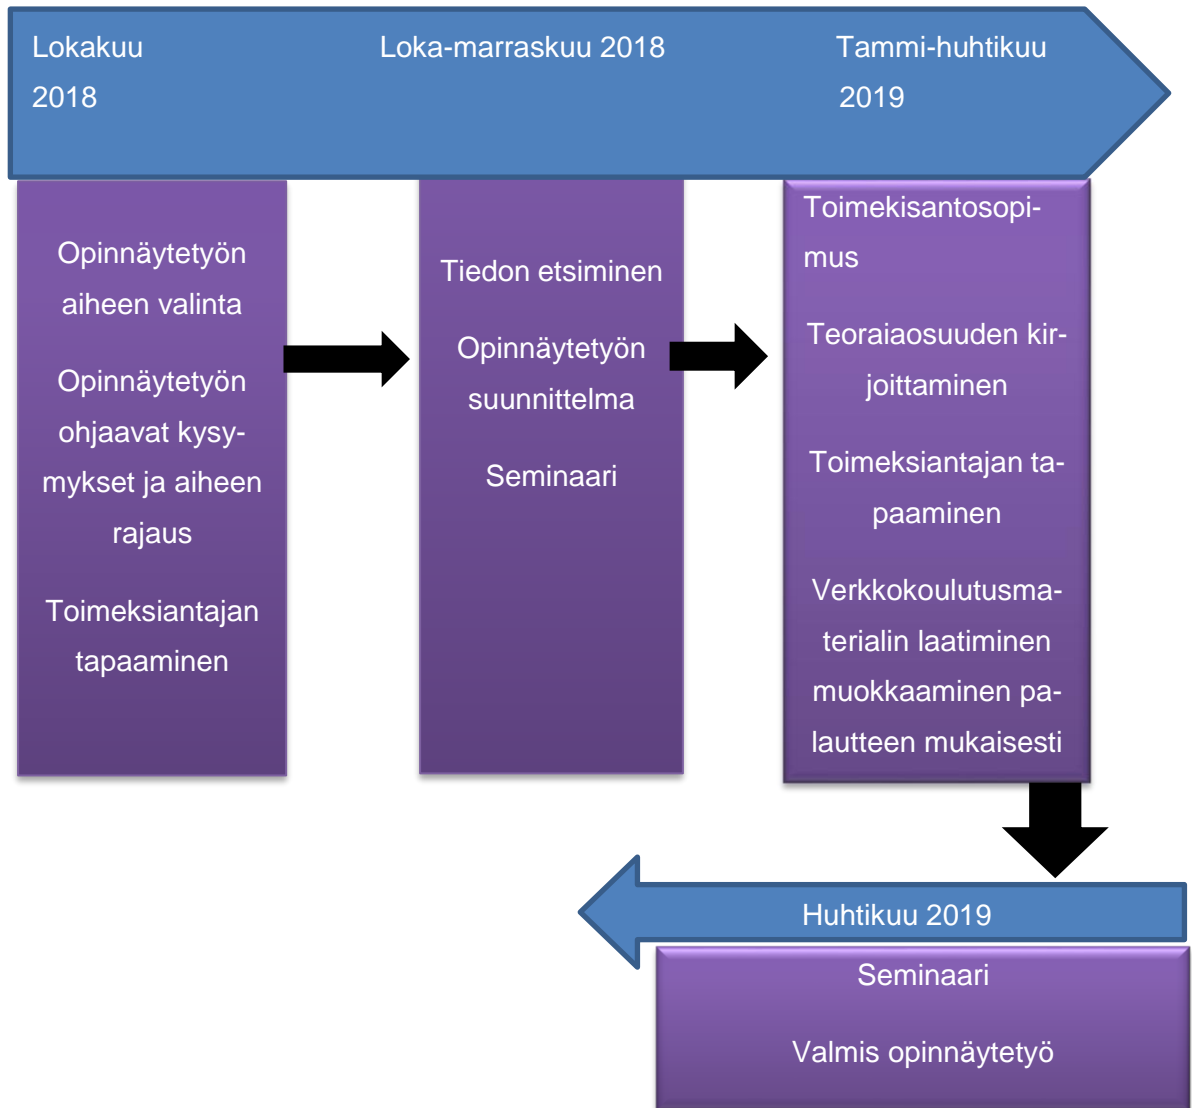 Lokakuu
2018
Loka-marraskuu 2018
Tammi-huhtikuu
2019
Opinnäytetyön
aiheen valinta
Opinnäytetyön
ohjaavat kysy-
mykset ja aiheen
rajaus
Toimeksiantajan
tapaaminen
Tiedon etsiminen
Opinnäytetyön
suunnittelma
Seminaari
Toimekisantosopi-
mus
Teoraiaosuuden kir-
joittaminen
Toimeksiantajan ta-
paaminen
Verkkokoulutusma-
terialin laatiminen
muokkaaminen pa-
lautteen mukaisesti
Huhtikuu 2019
Seminaari
Valmis opinnäytetyö